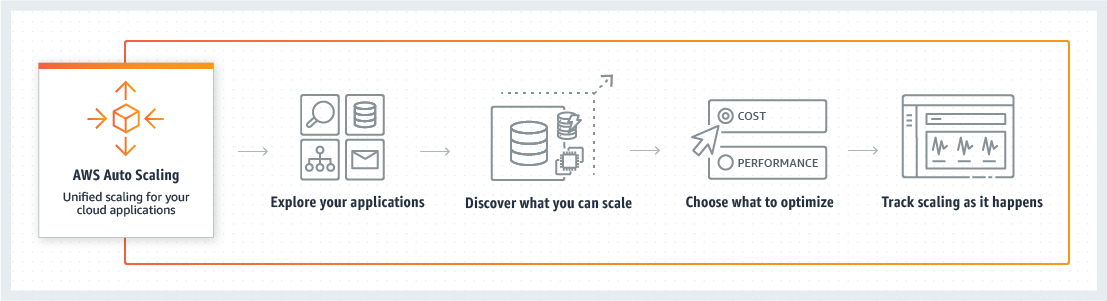 AWS Auto Scaling
Unified scaling for your
cloud applications
Explore your applications
Discover what you can scale
COST
PERFORMANCE
Choose what to optimize
Track scaling as it happens